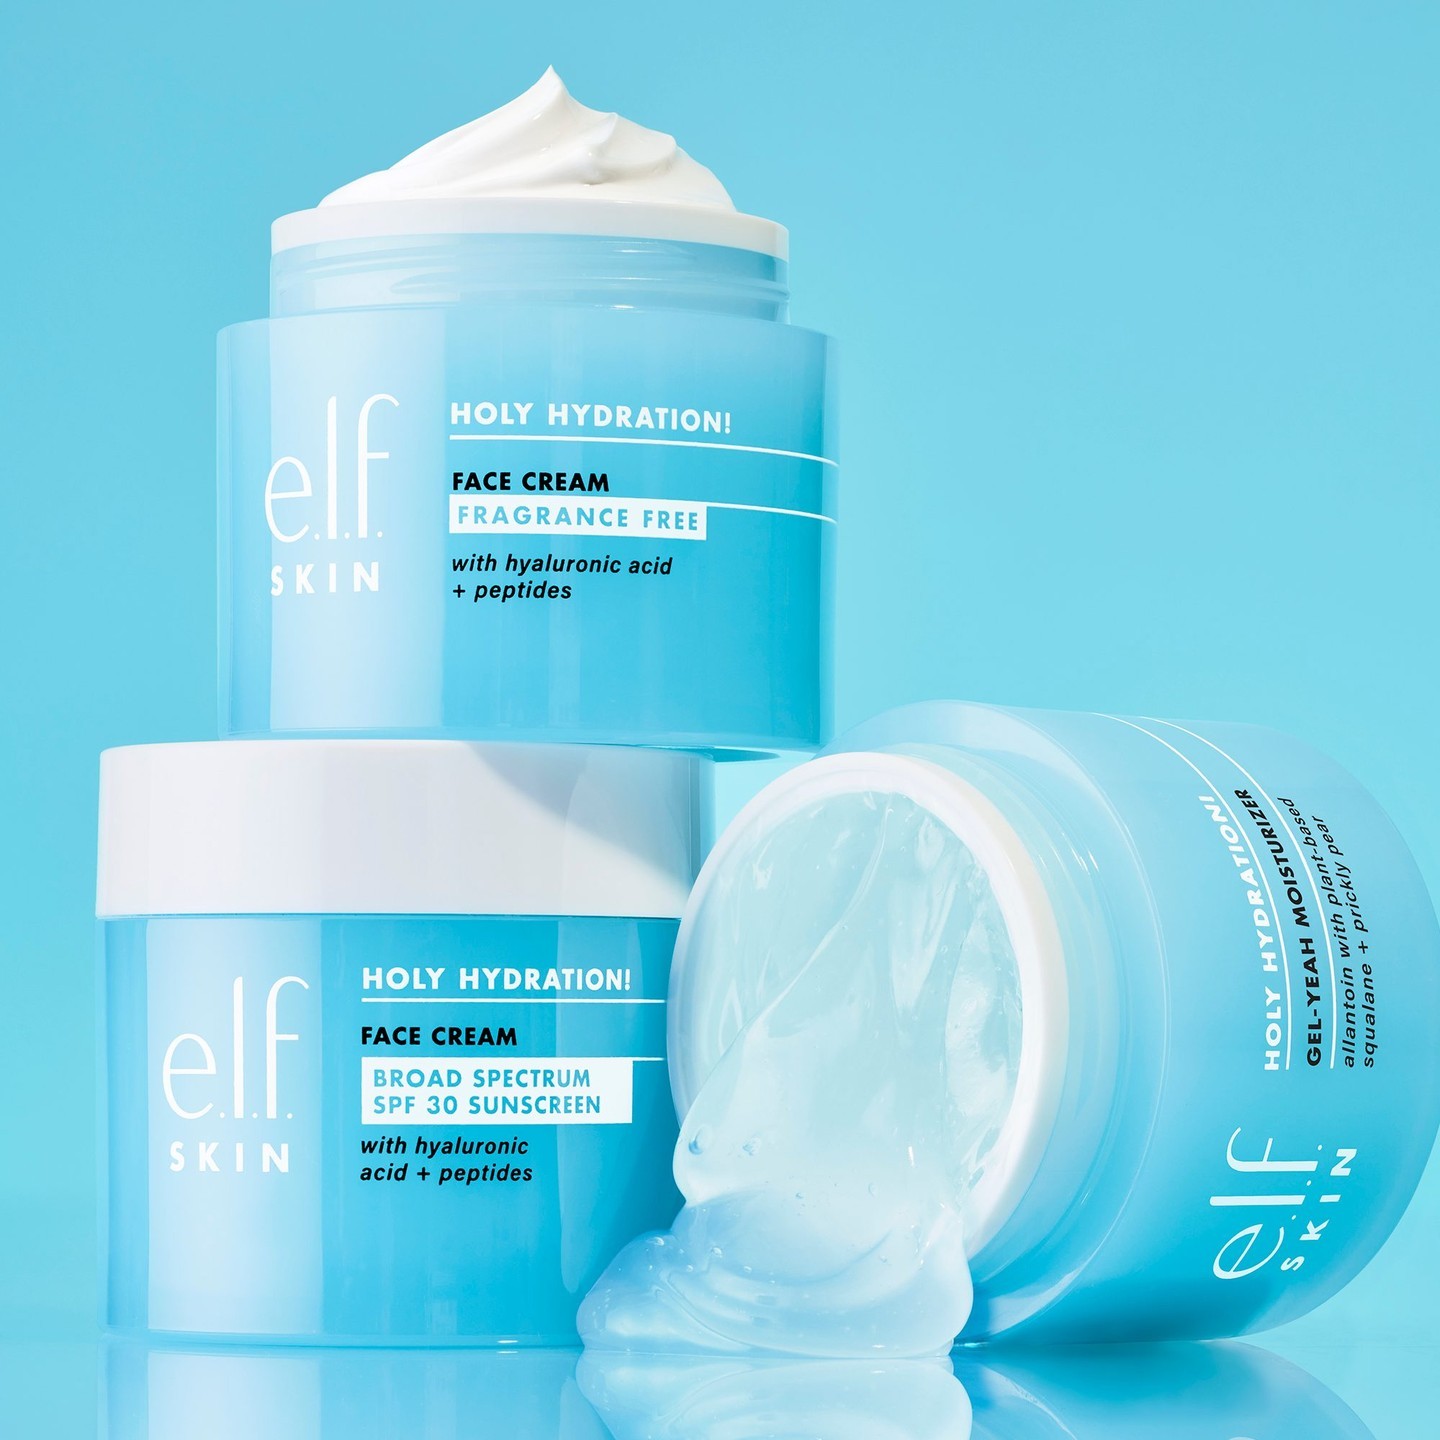 e.l.f.
SKIN
HOLY HYDRATION!
FACE CREAM
FRAGRANCE FREE
with hyaluronic acid
+ peptides
e.l.f.
SKIN
HOLY HYDRATION!
FACE CREAM
BROAD SPECTRUM
SPF 30 SUNSCREEN
with hyaluronic
acid + peptides
e.l.f.
SKIN
HOLY HYDRATION!
GEL-YEAH MOISTURIZER
allantoin with plant-based
squalane + prickly pear